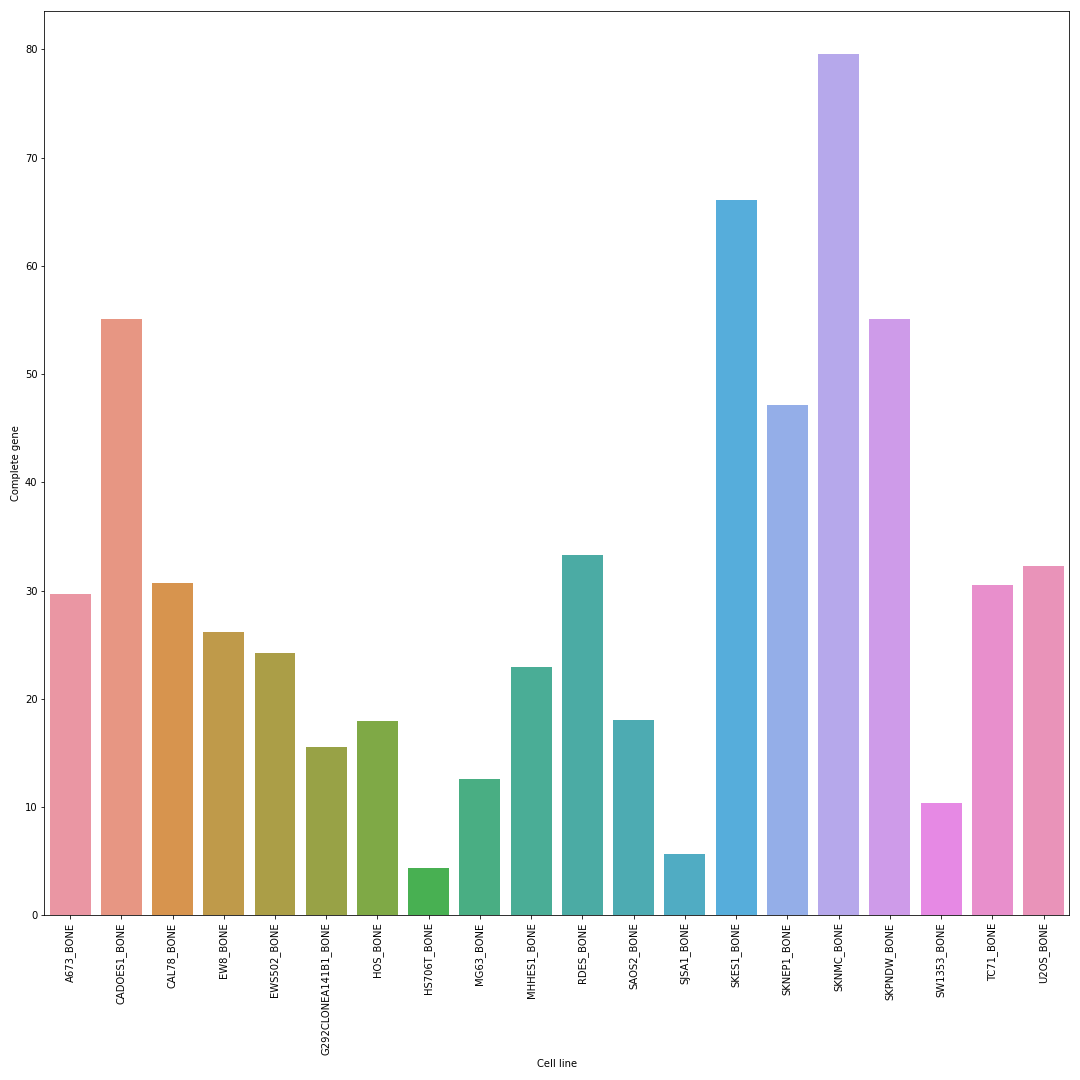 80
70
60
50
40
30
20
10
0
Complete gene
A673_BONE
CADOES1_BONE
CAL78_BONE
EW8_BONE
EWS502_BONE
G292CLONEA141B1_BONE
HOS_BONE
HS706T_BONE
MG63_BONE
MHHES1_BONE
RDES_BONE
SAOS2_BONE
SJSA1_BONE
SKES1_BONE
SKNEP1_BONE
SKNMC_BONE
SKPNDW_BONE
SW1353_BONE
TC71_BONE
U2OS_BONE
Cell line